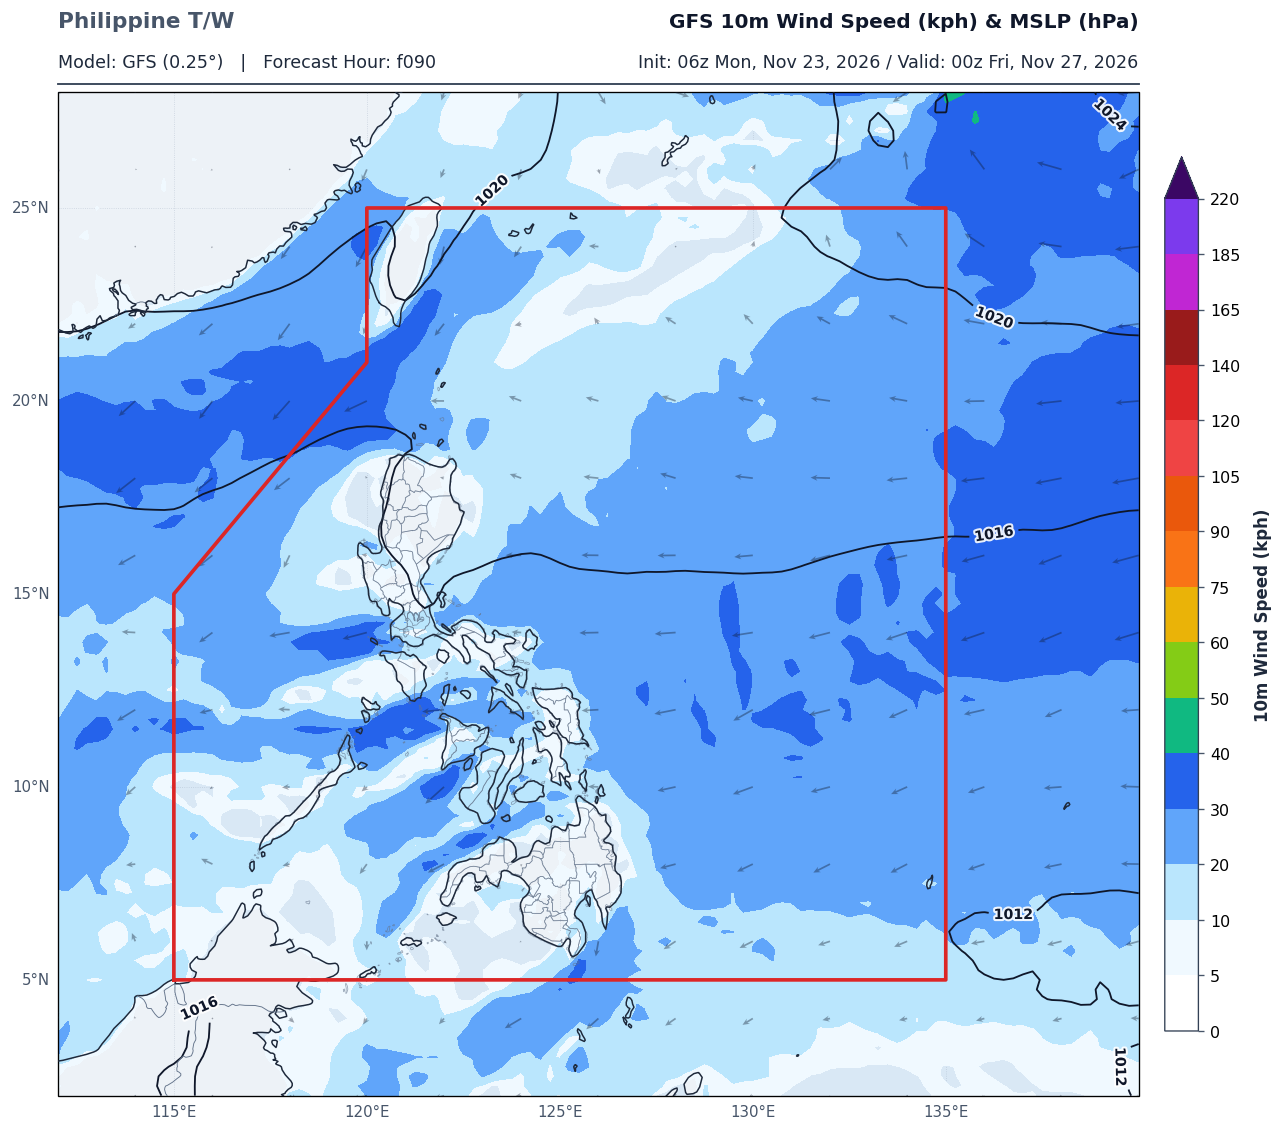 Philippine T/W
GFS 10m Wind Speed (kph) & MSLP (hPa)
Model: GFS (0.25°)   |   Forecast Hour: f090
Init: 06z Mon, Nov 23, 2026 / Valid: 00z Fri, Nov 27, 2026
1024
1020
25°N
1020
20°N
1016
15°N
10°N
1012
5°N
1016
1012
115°E
120°E
125°E
130°E
135°E
220
185
165
140
120
105
90
75
60
50
40
30
20
10
5
0
10m Wind Speed (kph)